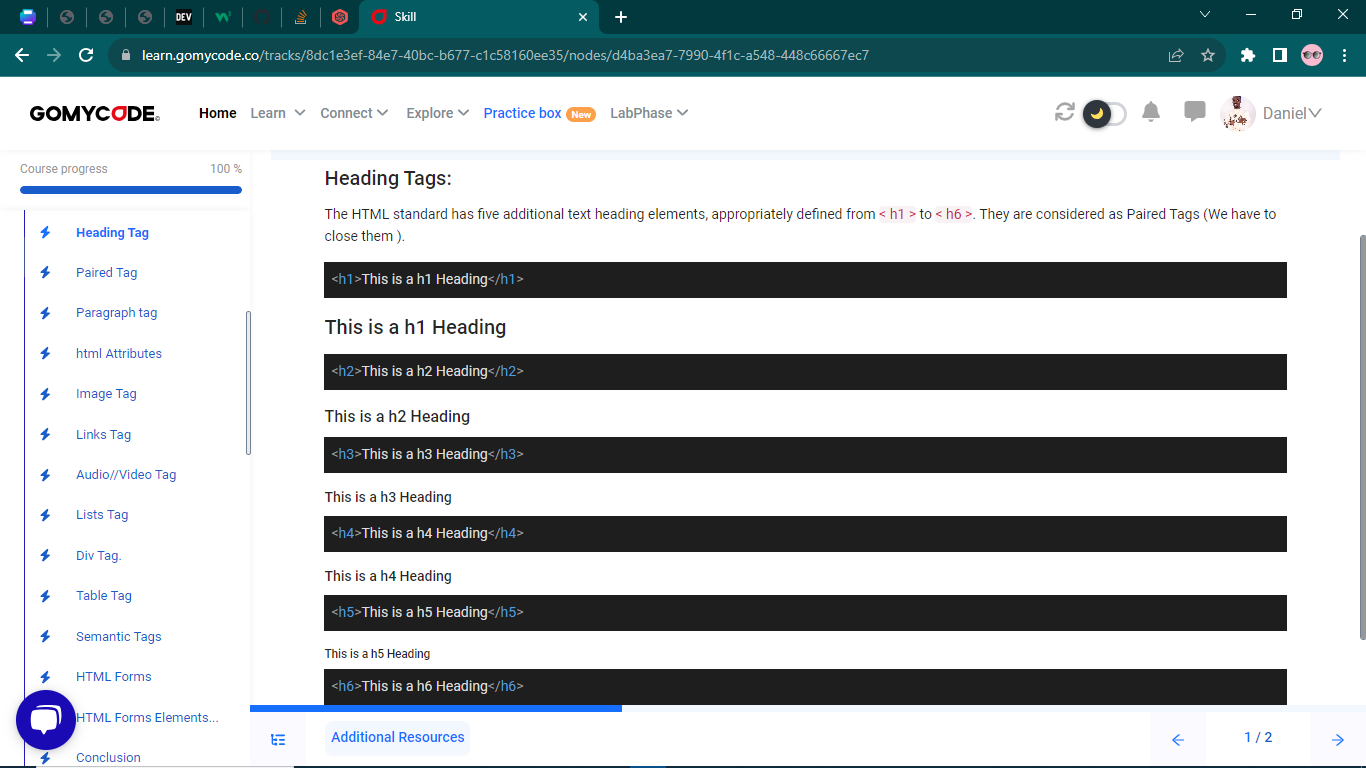 DEV
Skill
learn.gomycode.co/tracks/8dc1e3ef-84e7-40bc-b677-c1c58160ee35/nodes/d4ba3ea7-7990-4f1c-a548-448c66667ec7
GOMYCODE
Home Learn Connect Explore Practice box New LabPhase Daniel
Course progress 100 %
Heading Tag
Paired Tag
Paragraph tag
html Attributes
Image Tag
Links Tag
Audio//Video Tag
Lists Tag
Div Tag.
Table Tag
Semantic Tags
HTML Forms
HTML Forms Elements...
Conclusion
Heading Tags:
The HTML standard has five additional text heading elements, appropriately defined from < h1 > to < h6 >. They are considered as Paired Tags (We have to
close them ).
<h1>This is a h1 Heading</h1>
This is a h1 Heading
<h2>This is a h2 Heading</h2>
This is a h2 Heading
<h3>This is a h3 Heading</h3>
This is a h3 Heading
<h4>This is a h4 Heading</h4>
This is a h4 Heading
<h5>This is a h5 Heading</h5>
This is a h5 Heading
<h6>This is a h6 Heading</h6>
Additional Resources
1 / 2